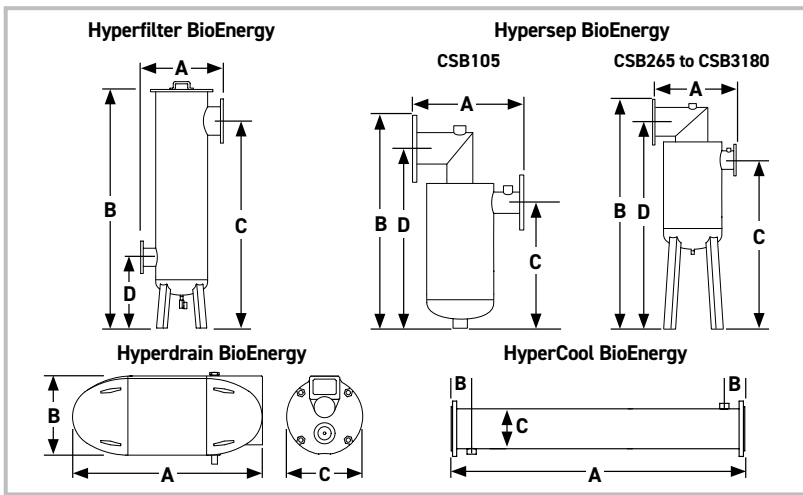 Hyperfilter BioEnergy
A
B
C
D
Hypersep BioEnergy
CSB105
A
B
D
C
CSB265 to CSB3180
A
B
D
C
Hyperdrain BioEnergy
B
A
C
HyperCool BioEnergy
B
B
C
A